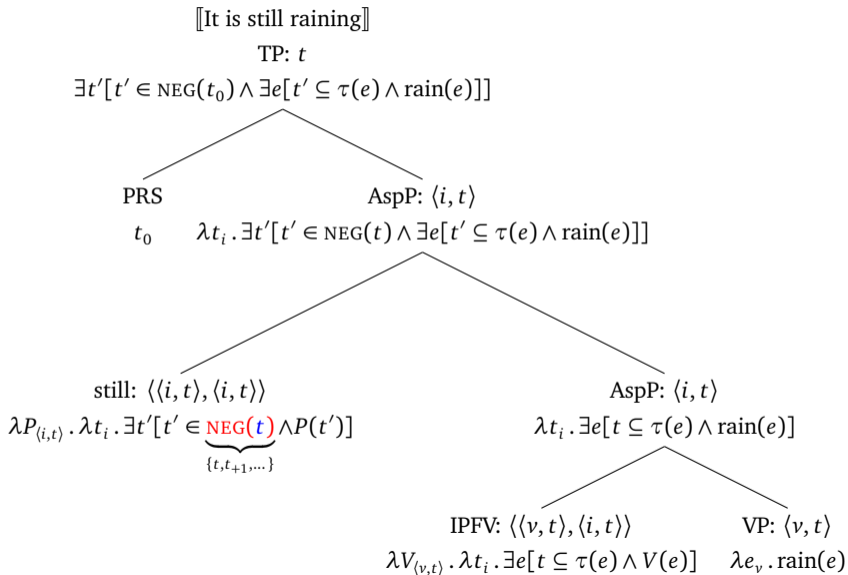 ⟦It is still raining⟧
TP: t
∃t′[t′ ∈ NEG(t₀) ∧ ∃e[t′ ⊆ τ(e) ∧ rain(e)]]
PRS AspP: ⟨i, t⟩
t₀ λtᵢ . ∃t′[t′ ∈ NEG(t) ∧ ∃e[t′ ⊆ τ(e) ∧ rain(e)]]
still: ⟨⟨i, t⟩, ⟨i, t⟩⟩ AspP: ⟨i, t⟩
λP⟨i,t⟩ . λtᵢ . ∃t′[t′ ∈ NEG(t) ∧P(t′)] λtᵢ . ∃e[t ⊆ τ(e) ∧ rain(e)]
{t,t₊₁,...}
IPFV: ⟨⟨v, t⟩, ⟨i, t⟩⟩ VP: ⟨v, t⟩
λV⟨v,t⟩ . λtᵢ . ∃e[t ⊆ τ(e) ∧ V(e)] λeᵥ . rain(e)